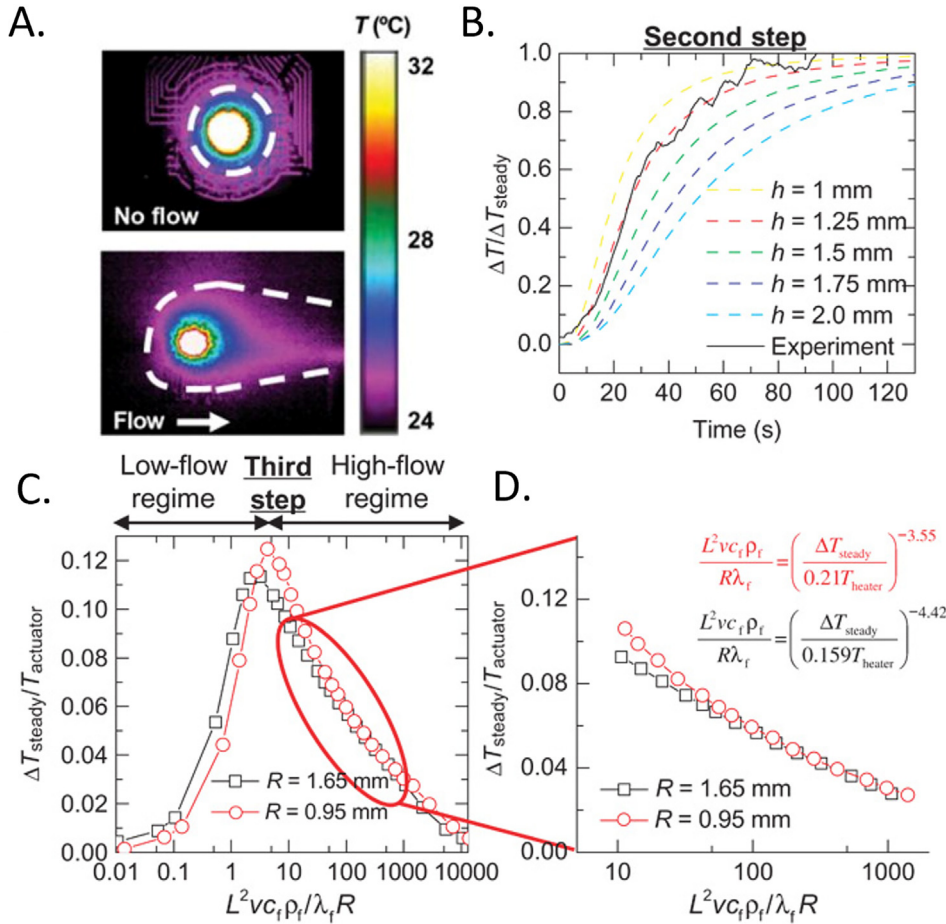 A.
T (ºC)
32
28
24
No flow
Flow
B.
Second step
1.0
0.8
0.6
0.4
0.2
0.0
ΔT/ΔT_steady
h = 1 mm
h = 1.25 mm
h = 1.5 mm
h = 1.75 mm
h = 2.0 mm
Experiment
0 20 40 60 80 100 120
Time (s)
C.
Low-flow regime
Third step
High-flow regime
0.12
0.10
0.08
0.06
0.04
0.02
0.00
ΔT_steady/T_actuator
R = 1.65 mm
R = 0.95 mm
0.01 0.1 1 10 100 1000 10000
L²vc_fρ_f/λ_fR
D.
L²vc_fρ_f/Rλ_f = (ΔT_steady/0.21T_heater)^−3.55
L²vc_fρ_f/Rλ_f = (ΔT_steady/0.159T_heater)^−4.42
0.12
0.08
0.04
0.00
ΔT_steady/T_actuator
R = 1.65 mm
R = 0.95 mm
10 100 1000
L²vc_fρ_f/λ_fR